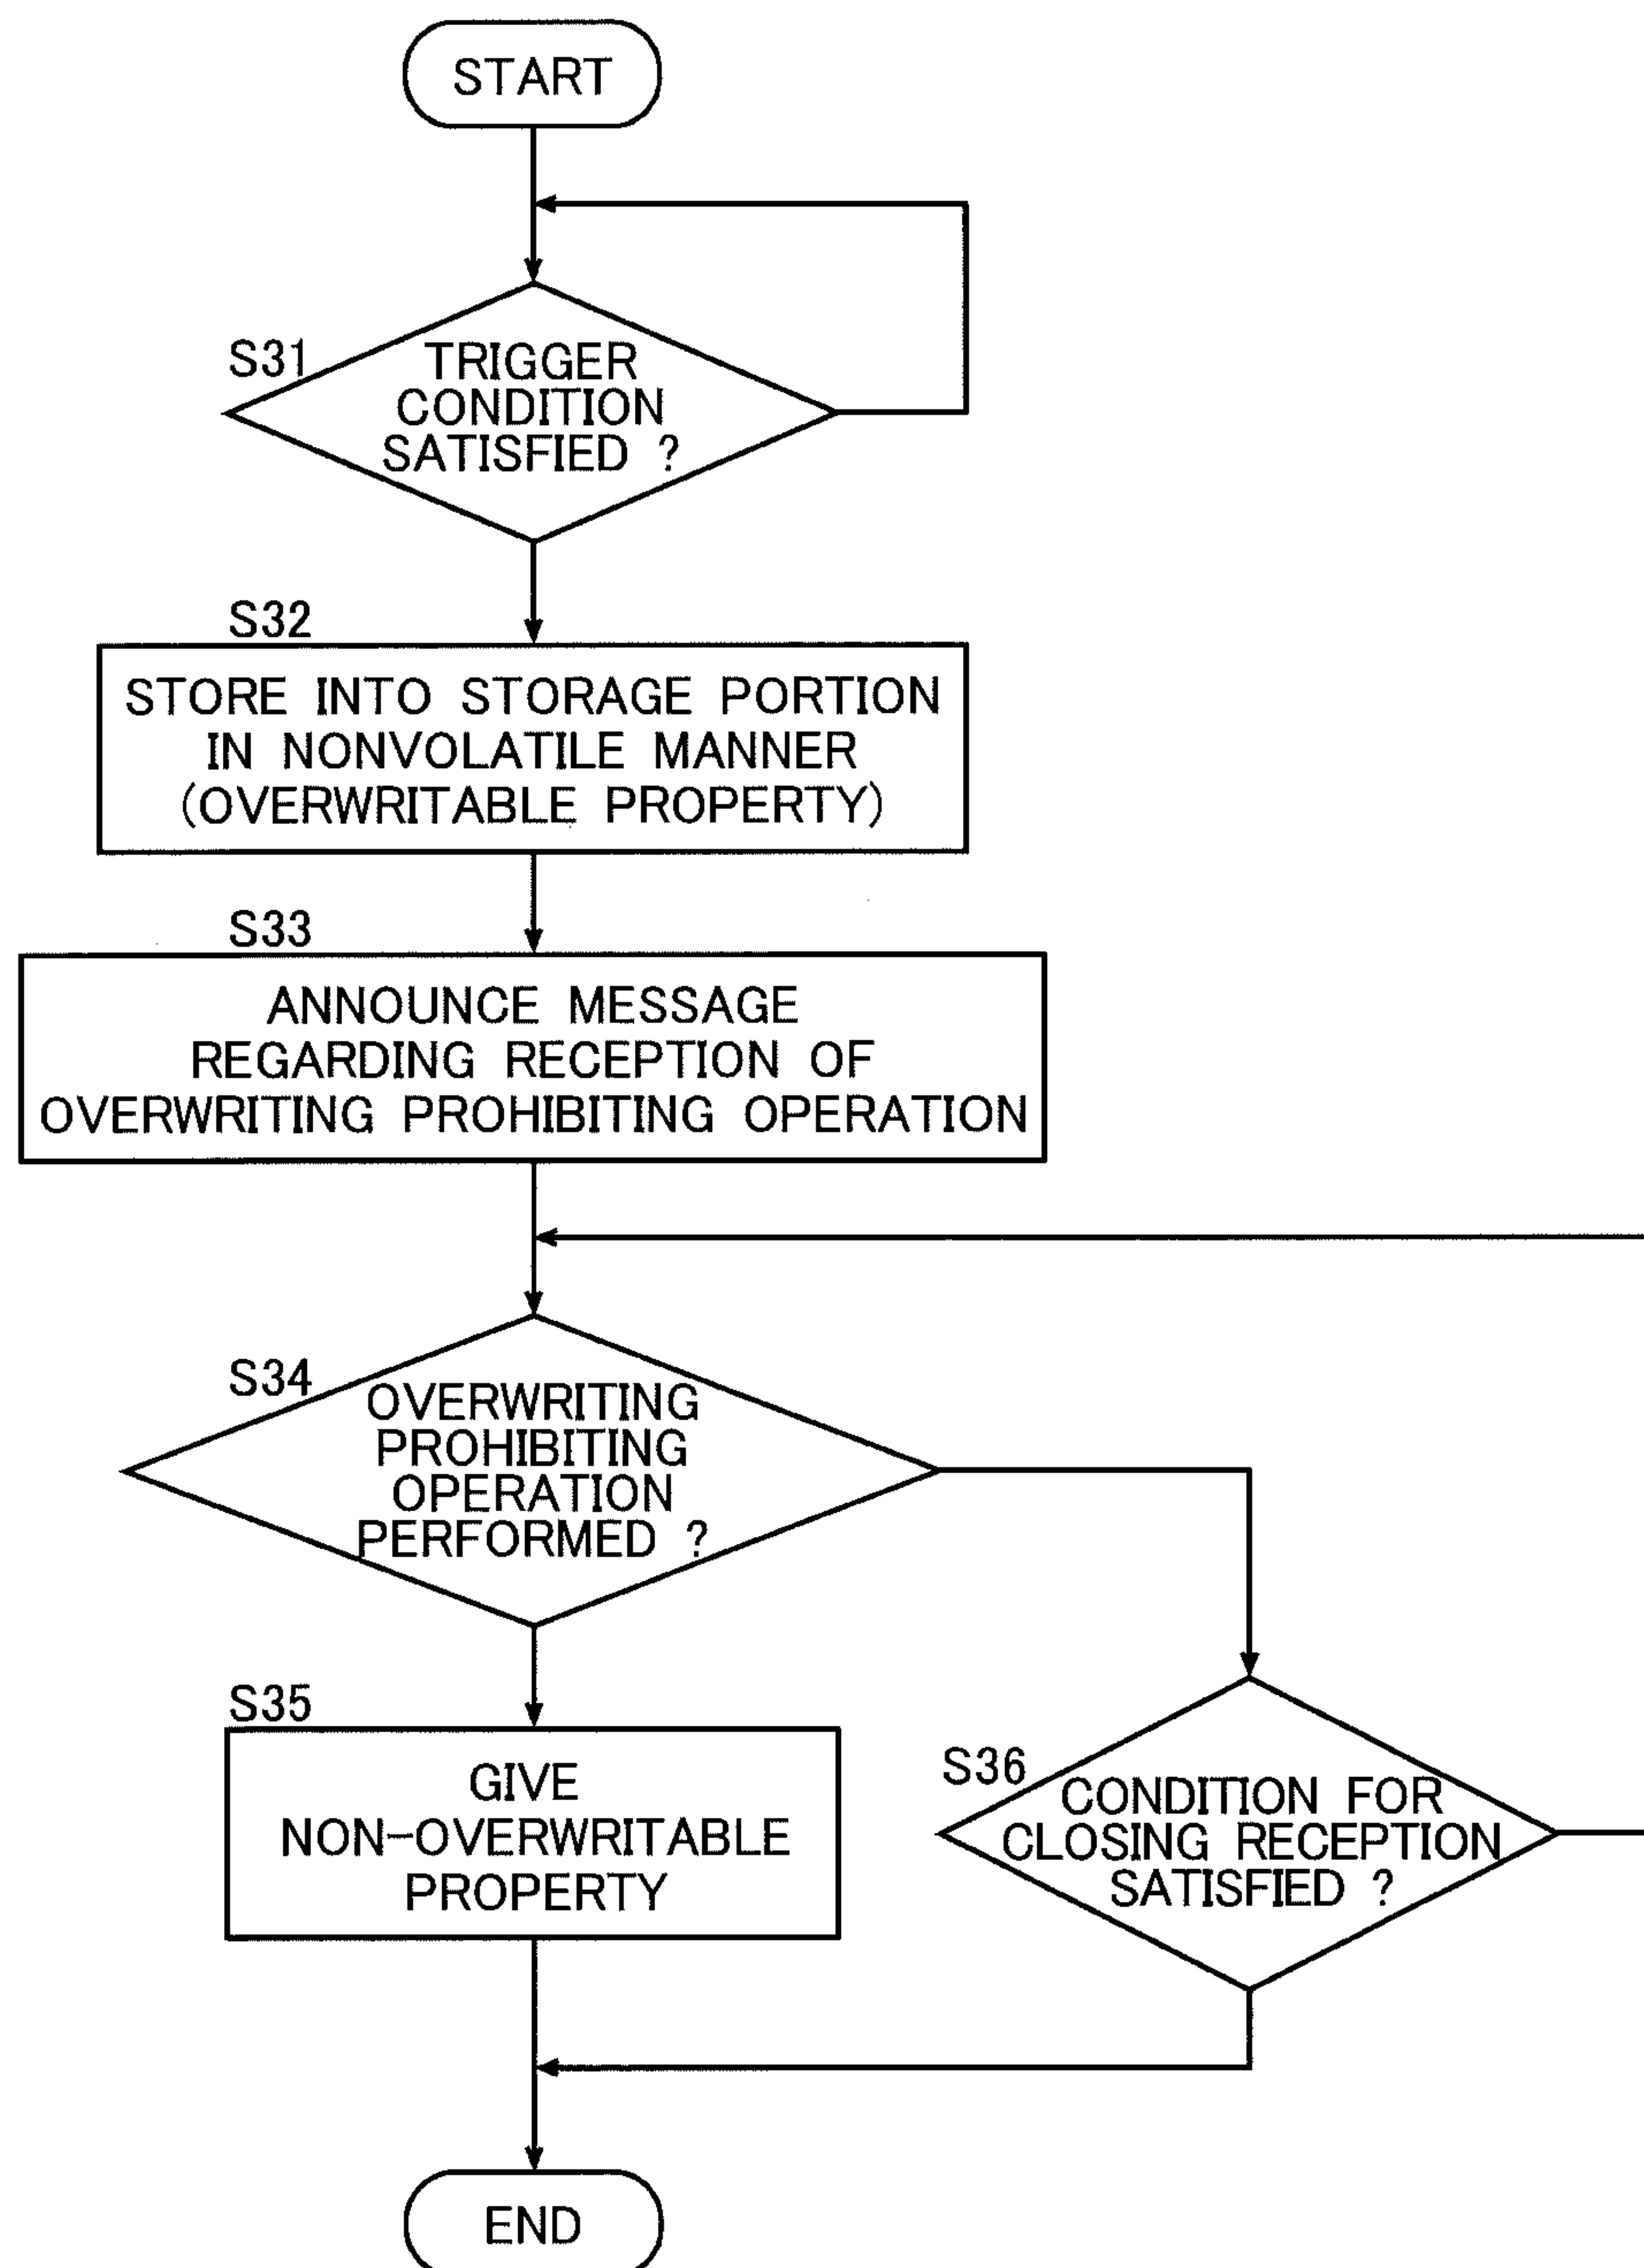 START
S31
TRIGGER
CONDITION
SATISFIED ?
S32
STORE INTO STORAGE PORTION
IN NONVOLATILE MANNER
(OVERWRITABLE PROPERTY)
S33
ANNOUNCE MESSAGE
REGARDING RECEPTION OF
OVERWRITING PROHIBITING OPERATION
S34
OVERWRITING
PROHIBITING
OPERATION
PERFORMED ?
S35
GIVE
NON-OVERWRITABLE
PROPERTY
S36
CONDITION FOR
CLOSING RECEPTION
SATISFIED ?
END